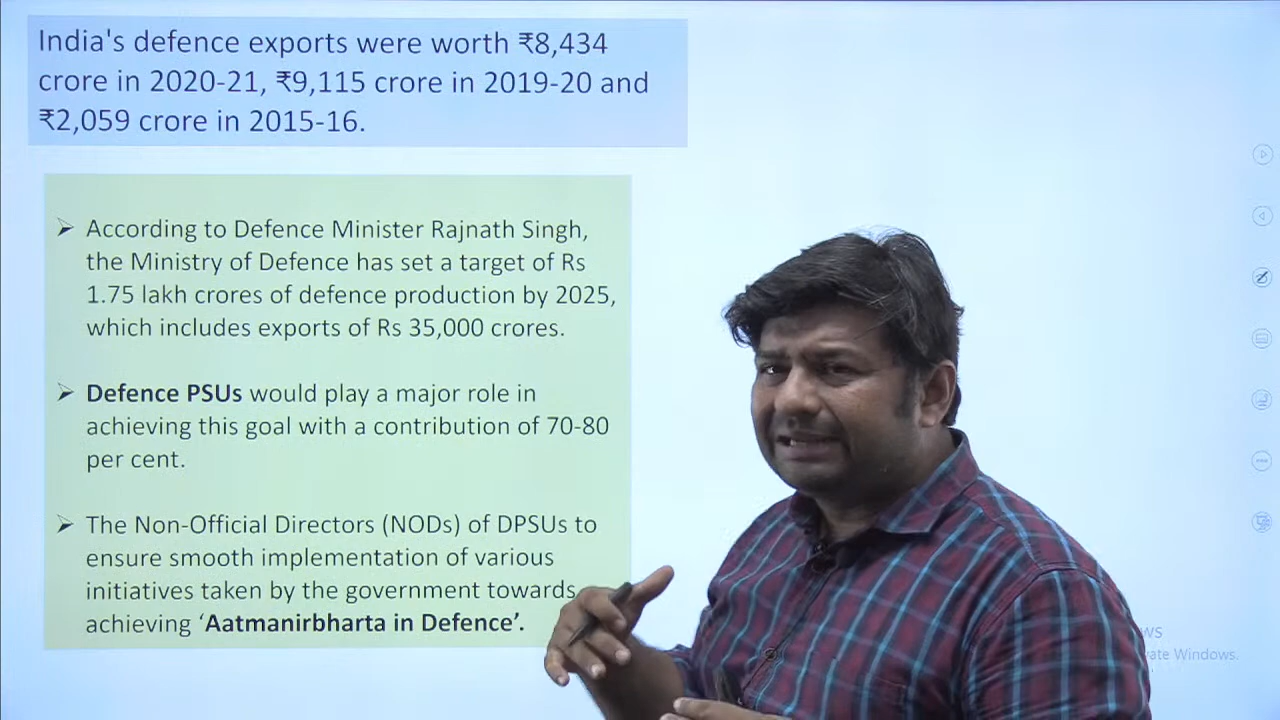 India's defence exports were worth ₹8,434
crore in 2020-21, ₹9,115 crore in 2019-20 and
₹2,059 crore in 2015-16.
➢ According to Defence Minister Rajnath Singh,
the Ministry of Defence has set a target of Rs
1.75 lakh crores of defence production by 2025,
which includes exports of Rs 35,000 crores.
➢ Defence PSUs would play a major role in
achieving this goal with a contribution of 70-80
per cent.
➢ The Non-Official Directors (NODs) of DPSUs to
ensure smooth implementation of various
initiatives taken by the government towards
achieving ‘Aatmanirbharta in Defence’.
Windows.